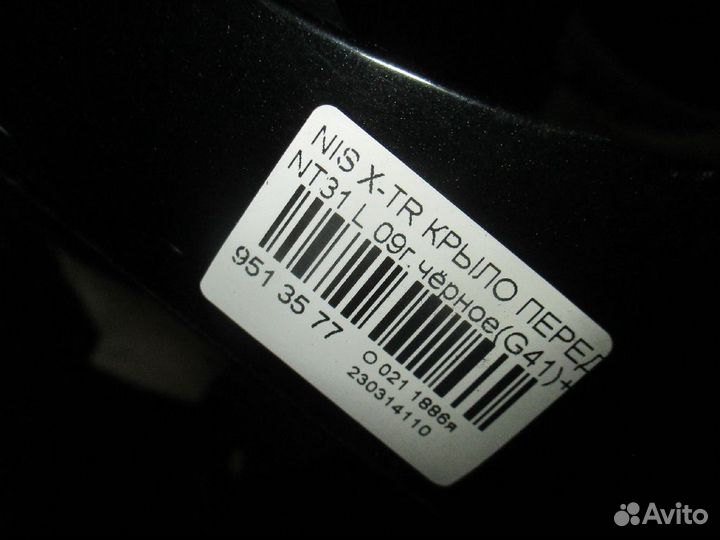 NIS X-TR КРЫЛО ПЕРЕД
NT31 L 09г.чёрное(G41)+
951 35 77
О 021 1886я
230314110
Avito